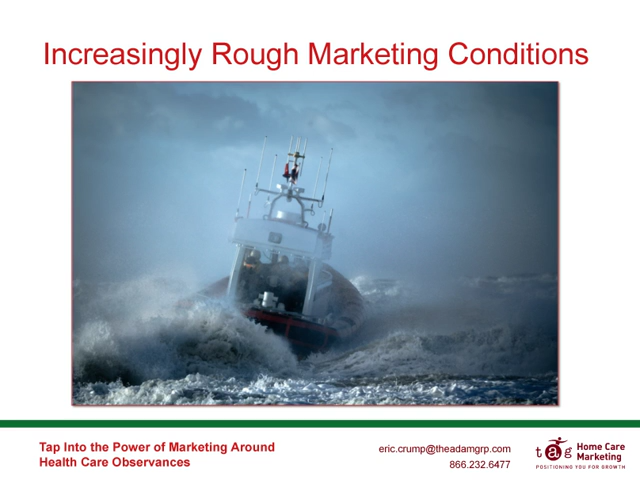 Increasingly Rough Marketing Conditions
Tap Into the Power of Marketing Around
Health Care Observances
eric.crump@theadamgrp.com
866.232.6477
tag
Home Care
Marketing
POSITIONING YOU FOR GROWTH